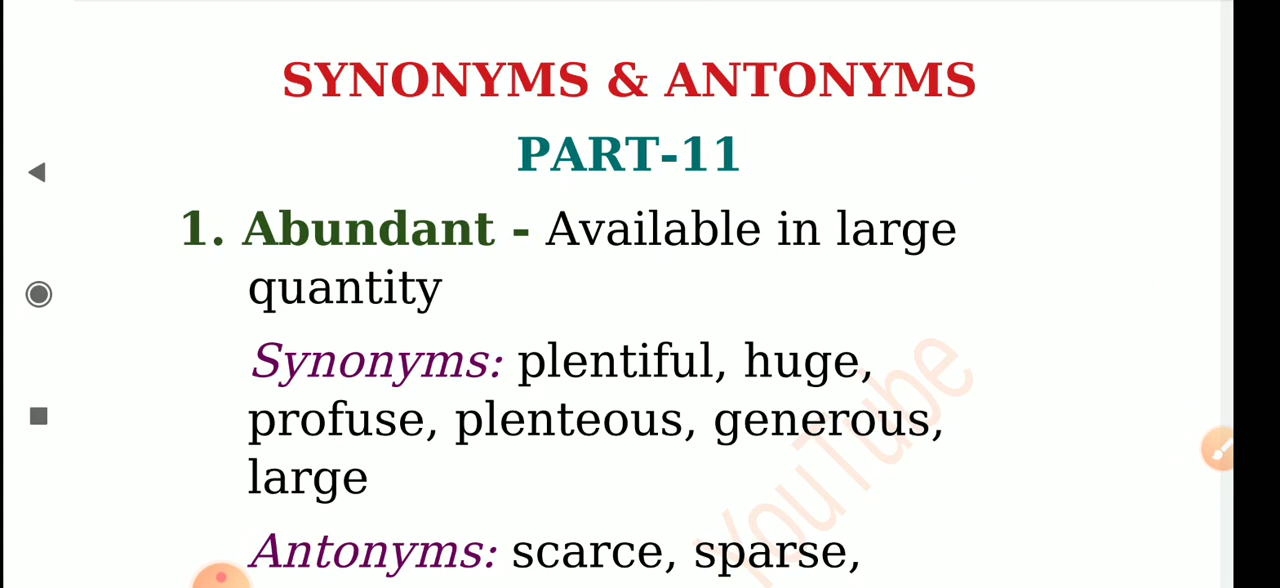 SYNONYMS & ANTONYMS
PART-11
1. Abundant - Available in large
quantity
Synonyms: plentiful, huge,
profuse, plenteous, generous,
large
Antonyms: scarce, sparse,
YouTube